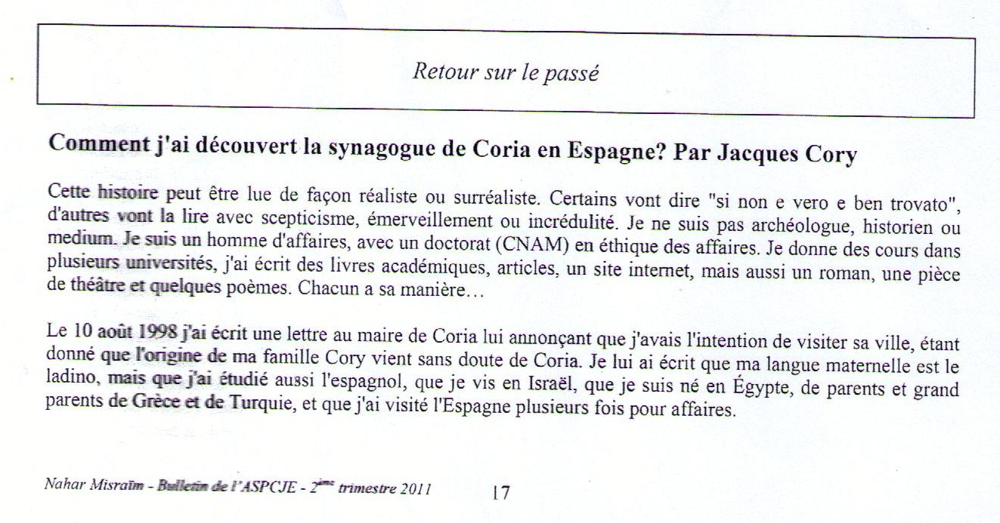 Retour sur le passé
Comment j'ai découvert la synagogue de Coria en Espagne? Par Jacques Cory
Cette histoire peut être lue de façon réaliste ou surréaliste. Certains vont dire "si non e vero e ben trovato",
d'autres vont la lire avec scepticisme, émerveillement ou incrédulité. Je ne suis pas archéologue, historien ou
medium. Je suis un homme d'affaires, avec un doctorat (CNAM) en éthique des affaires. Je donne des cours dans
plusieurs universités, j'ai écrit des livres académiques, articles, un site internet, mais aussi un roman, une pièce
de théâtre et quelques poèmes. Chacun a sa manière…
Le 10 août 1998 j'ai écrit une lettre au maire de Coria lui annonçant que j'avais l'intention de visiter sa ville, étant
donné que l'origine de ma famille Cory vient sans doute de Coria. Je lui ai écrit que ma langue maternelle est le
ladino, mais que j'ai étudié aussi l'espagnol, que je vis en Israël, que je suis né en Égypte, de parents et grand
parents de Grèce et de Turquie, et que j'ai visité l'Espagne plusieurs fois pour affaires.
Nahar Misraïm - Bulletin de l'ASPCJE - 2ème trimestre 2011 17